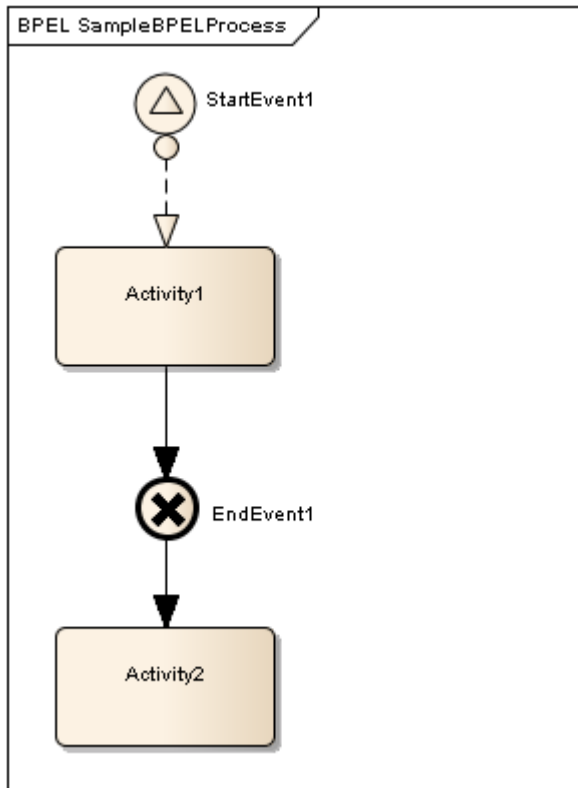 BPEL SampleBPELProcess
StartEvent1
Activity1
EndEvent1
Activity2